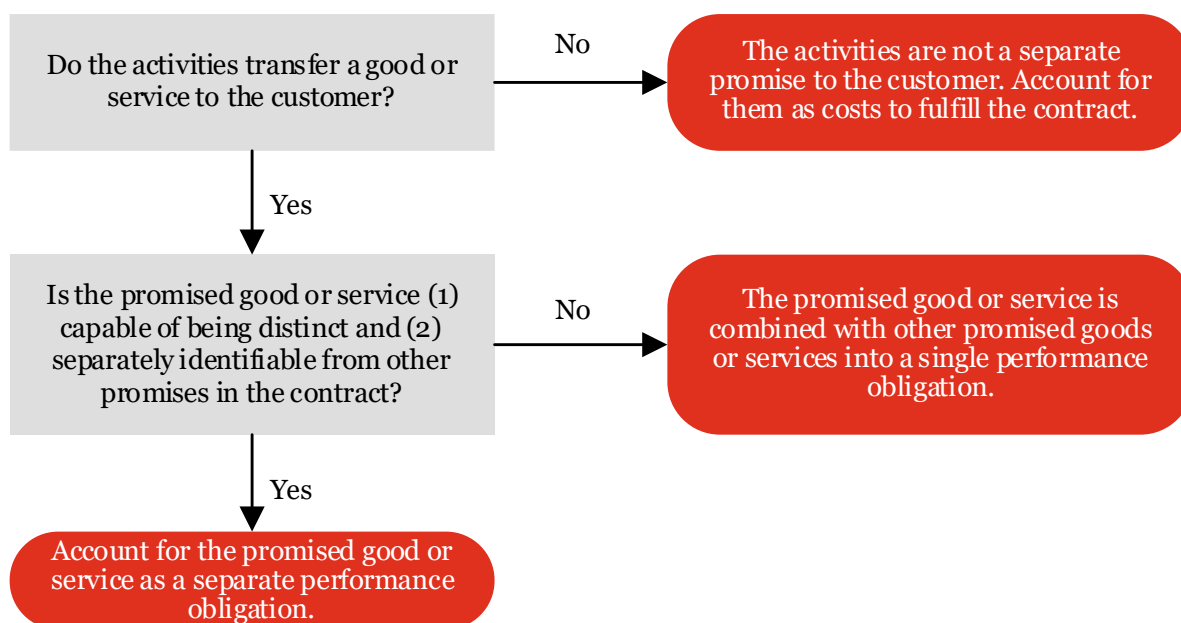 Do the activities transfer a good or
service to the customer?
No
The activities are not a separate
promise to the customer. Account for
them as costs to fulfill the contract.
Yes
Is the promised good or service (1)
capable of being distinct and (2)
separately identifiable from other
promises in the contract?
No
The promised good or service is
combined with other promised goods
or services into a single performance
obligation.
Yes
Account for the promised good or
service as a separate performance
obligation.